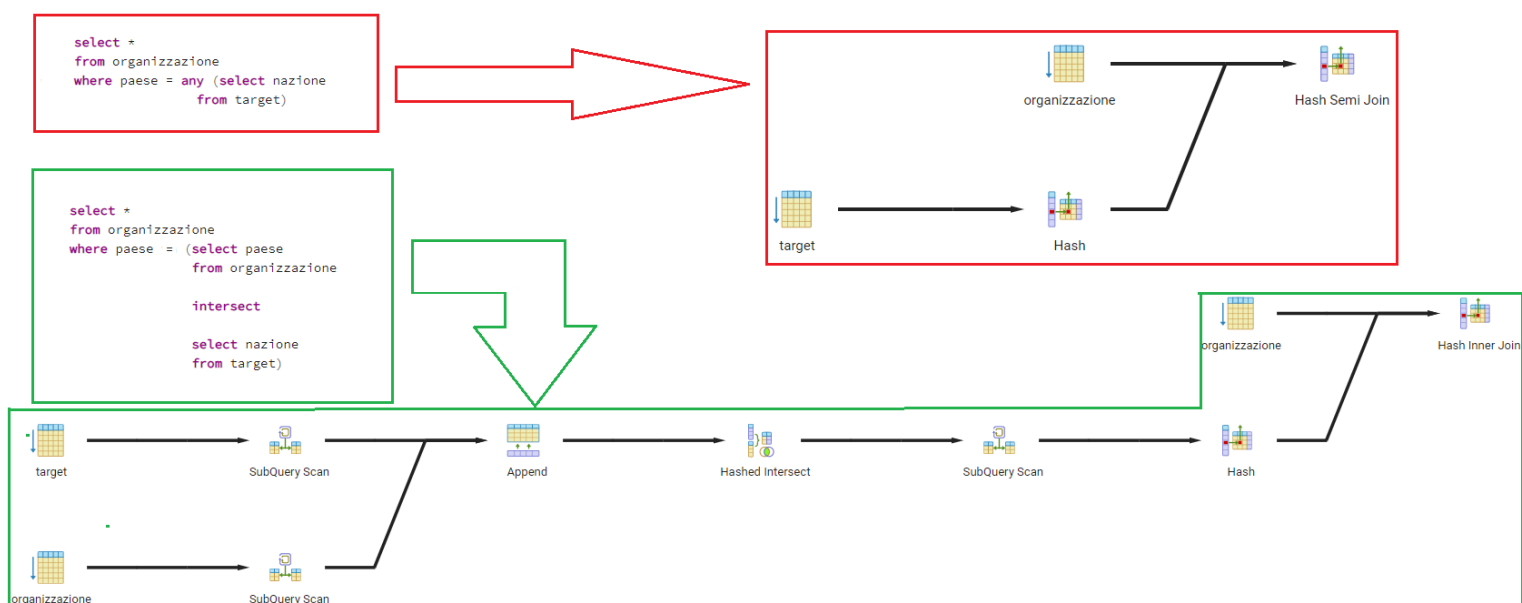 select *
from organizzazione
where paese = any (select nazione
from target)
organizzazione
Hash Semi Join
target
Hash
select *
from organizzazione
where paese = (select paese
from organizzazione
intersect
select nazione
from target)
organizzazione
Hash Inner Join
target
SubQuery Scan
Append
Hashed Intersect
SubQuery Scan
Hash
organizzazione
SubQuery Scan